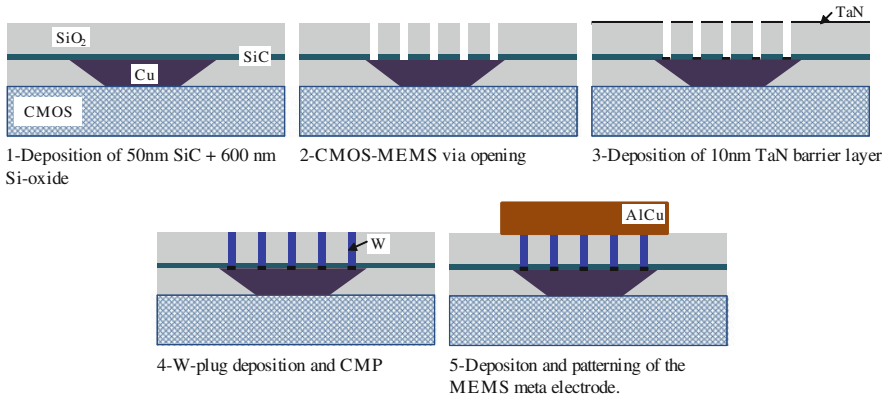 TaN
SiO2
SiC
Cu
CMOS
1-Deposition of 50nm SiC + 600 nm
Si-oxide
2-CMOS-MEMS via opening
3-Deposition of 10nm TaN barrier layer
AlCu
W
4-W-plug deposition and CMP
5-Depositon and patterning of the
MEMS meta electrode.